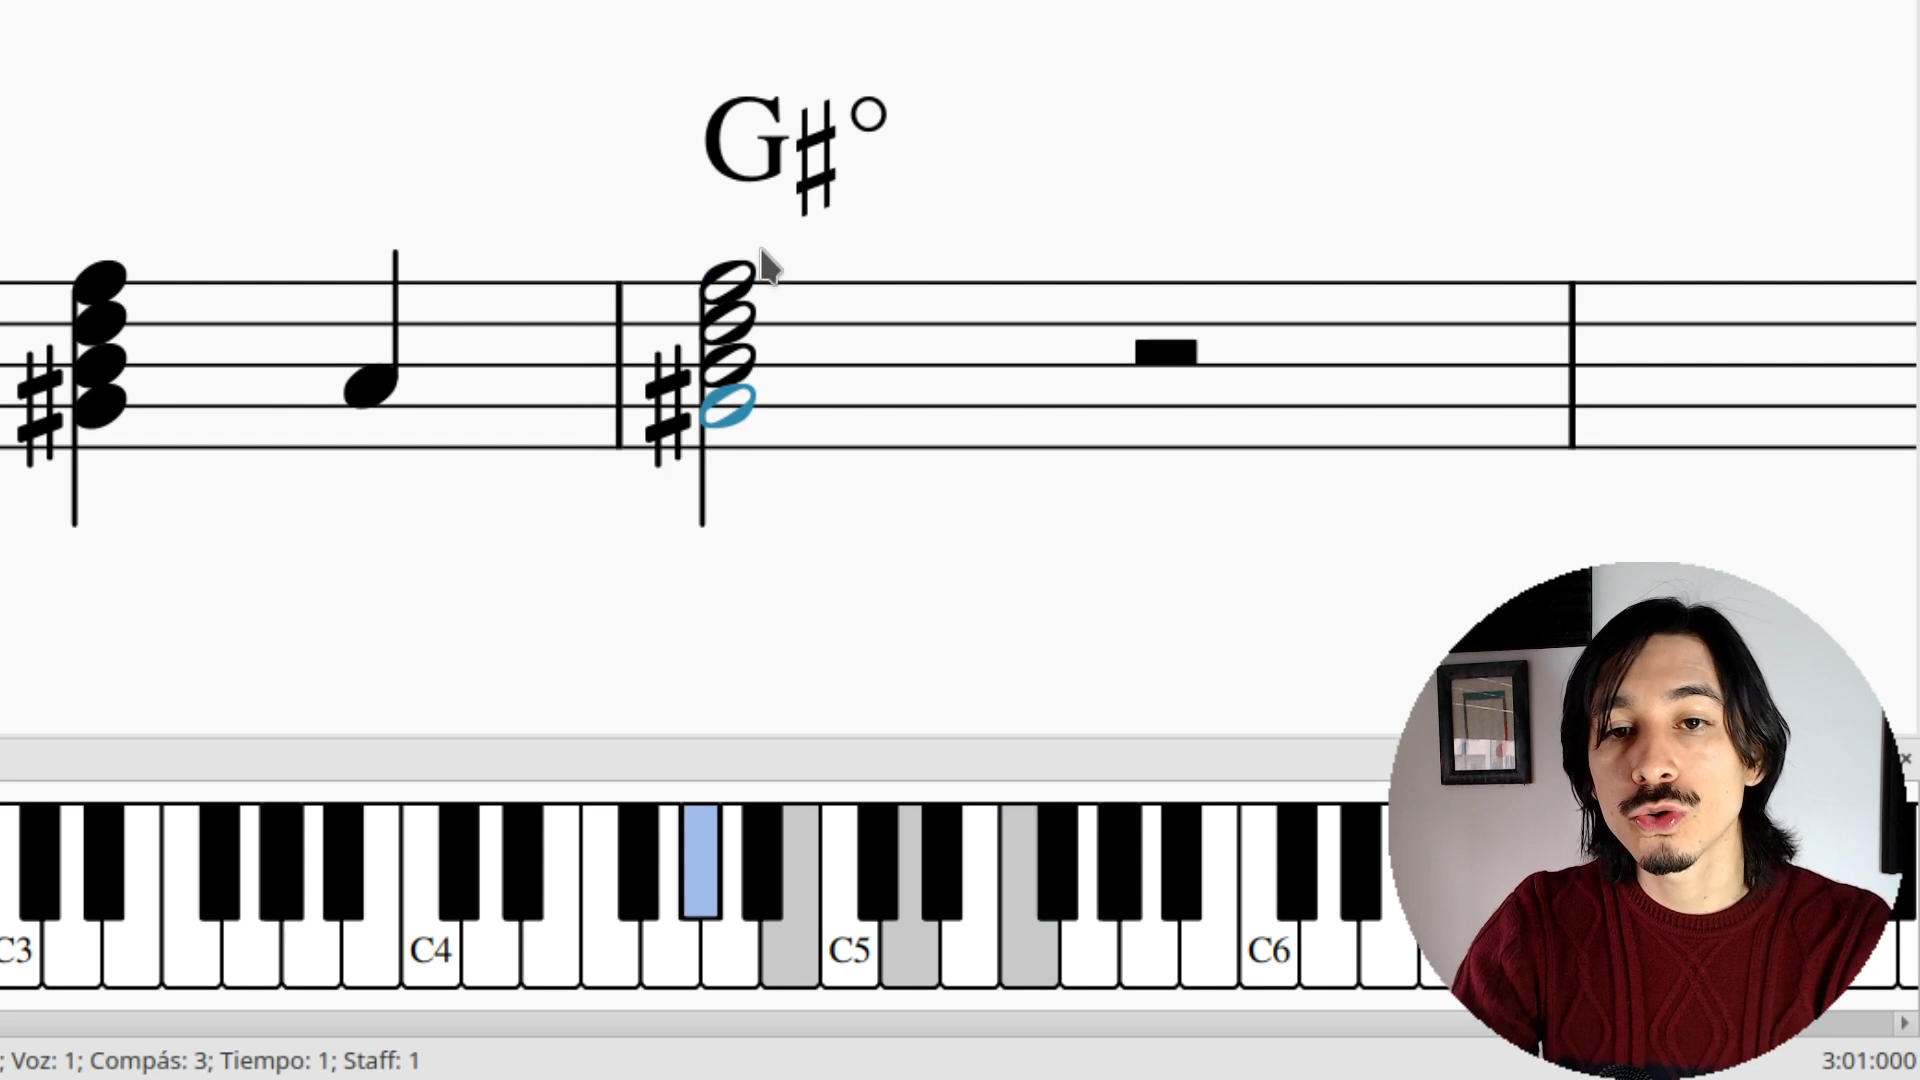 G♯°
C3 C4 C5 C6
; Voz: 1; Compás: 3; Tiempo: 1; Staff: 1
3:01:000